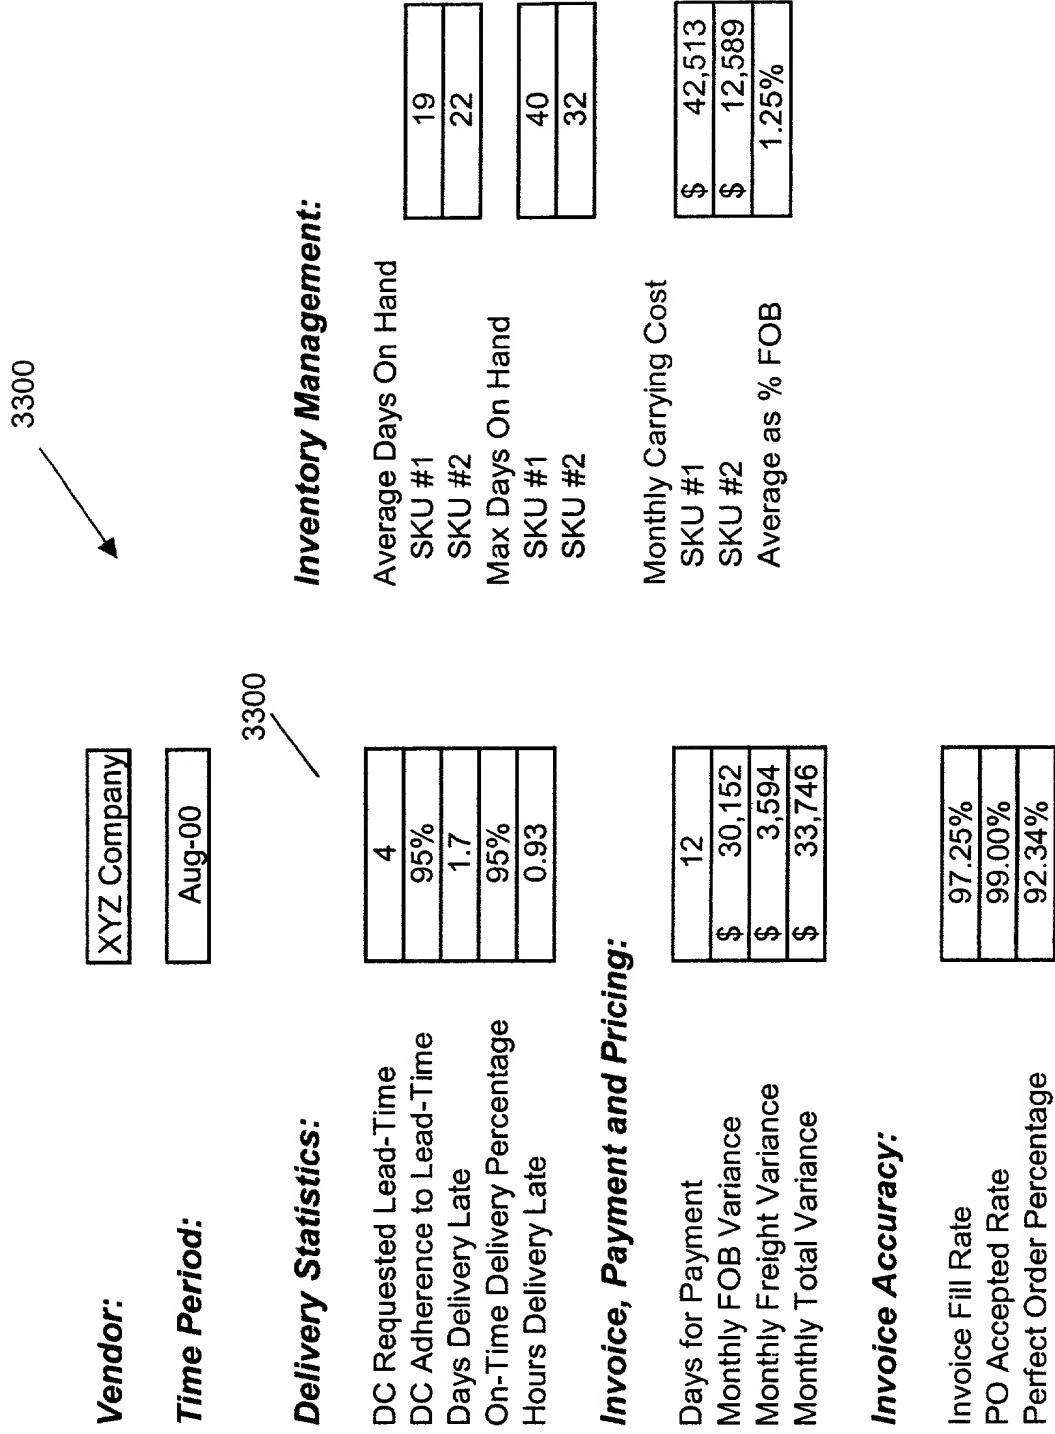 3300
Vendor: XYZ Company
Time Period: Aug-00
3300
Delivery Statistics:
DC Requested Lead-Time 4
DC Adherence to Lead-Time 95%
Days Delivery Late 1.7
On-Time Delivery Percentage 95%
Hours Delivery Late 0.93
Invoice, Payment and Pricing:
Days for Payment 12
Monthly FOB Variance $ 30,152
Monthly Freight Variance $ 3,594
Monthly Total Variance $ 33,746
Invoice Accuracy:
Invoice Fill Rate 97.25%
PO Accepted Rate 99.00%
Perfect Order Percentage 92.34%
Inventory Management:
Average Days On Hand
SKU #1 19
SKU #2 22
Max Days On Hand
SKU #1 40
SKU #2 32
Monthly Carrying Cost
SKU #1 $ 42,513
SKU #2 $ 12,589
Average as % FOB 1.25%